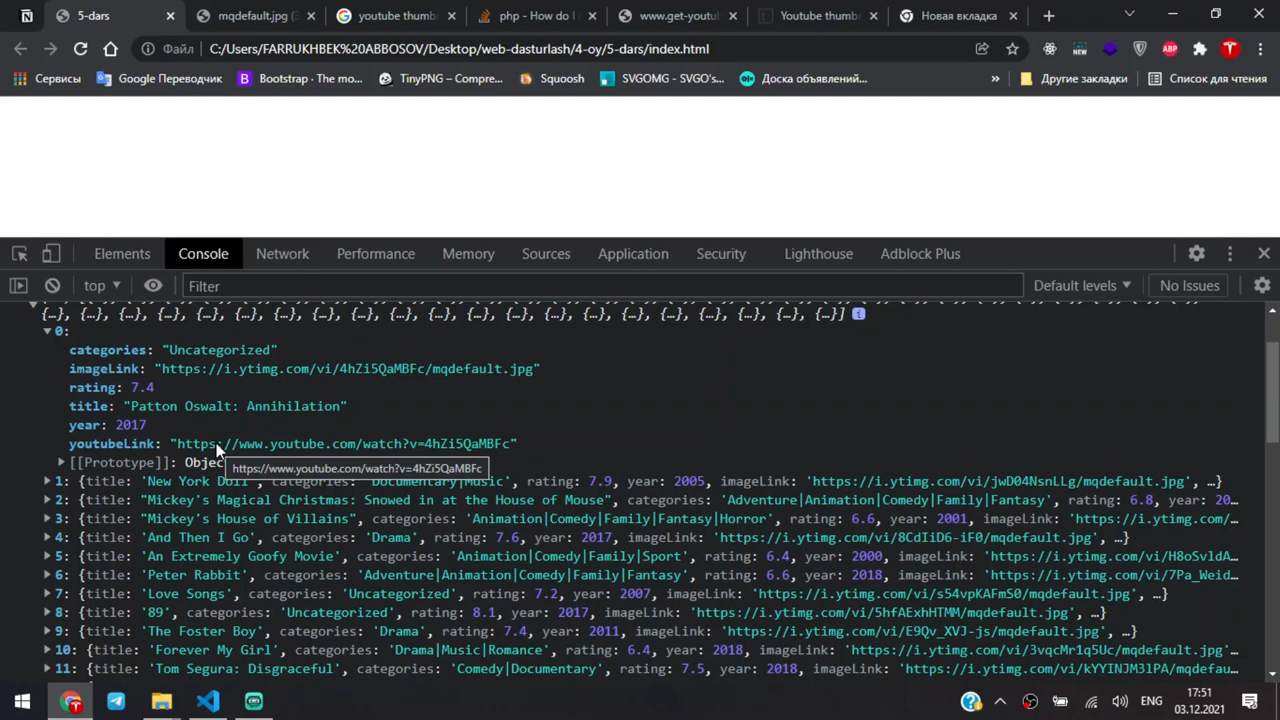 5-dars
mqdefault.jpg (3
youtube thumb
php - How do I
www.get-youtu
Youtube thumb
Новая вкладка
Файл
C:/Users/FARRUKHBEK%20ABBOSOV/Desktop/web-dasturlash/4-oy/5-dars/index.html
NEW
ABP
T
Сервисы
Google Переводчик
B
Bootstrap · The mo...
TinyPNG – Compre...
Squoosh
SVGOMG - SVGO's...
Доска объявлений...
»
Другие закладки
Список для чтения
Elements
Console
Network
Performance
Memory
Sources
Application
Security
Lighthouse
Adblock Plus
top
Filter
Default levels
No Issues
{…}, {…}, {…}, {…}, {…}, {…}, {…}, {…}, {…}, {…}, {…}, {…}, {…}, {…}, {…}, {…}, {…}, {…}, {…}, {…}, {…}]
0:
categories: "Uncategorized"
imageLink: "https://i.ytimg.com/vi/4hZi5QaMBFc/mqdefault.jpg"
rating: 7.4
title: "Patton Oswalt: Annihilation"
year: 2017
youtubeLink: "https://www.youtube.com/watch?v=4hZi5QaMBFc"
[[Prototype]]: Objec
https://www.youtube.com/watch?v=4hZi5QaMBFc
1: {title: 'New York Doll', categories: 'Documentary|Music', rating: 7.9, year: 2005, imageLink: 'https://i.ytimg.com/vi/jwD04NsnLLg/mqdefault.jpg', …}
2: {title: "Mickey's Magical Christmas: Snowed in at the House of Mouse", categories: 'Adventure|Animation|Comedy|Family|Fantasy', rating: 6.8, year: 20…
3: {title: "Mickey's House of Villains", categories: 'Animation|Comedy|Family|Fantasy|Horror', rating: 6.6, year: 2001, imageLink: 'https://i.ytimg.com/…
4: {title: 'And Then I Go', categories: 'Drama', rating: 7.6, year: 2017, imageLink: 'https://i.ytimg.com/vi/8CdIiD6-iF0/mqdefault.jpg', …}
5: {title: 'An Extremely Goofy Movie', categories: 'Animation|Comedy|Family|Sport', rating: 6.4, year: 2000, imageLink: 'https://i.ytimg.com/vi/H8oSvldA…
6: {title: 'Peter Rabbit', categories: 'Adventure|Animation|Comedy|Family|Fantasy', rating: 6.6, year: 2018, imageLink: 'https://i.ytimg.com/vi/7Pa_Weid…
7: {title: 'Love Songs', categories: 'Uncategorized', rating: 7.2, year: 2007, imageLink: 'https://i.ytimg.com/vi/s54vpKAFmS0/mqdefault.jpg', …}
8: {title: '89', categories: 'Uncategorized', rating: 8.1, year: 2017, imageLink: 'https://i.ytimg.com/vi/5hfAExhHTMM/mqdefault.jpg', …}
9: {title: 'The Foster Boy', categories: 'Drama', rating: 7.4, year: 2011, imageLink: 'https://i.ytimg.com/vi/E9Qv_XVJ-js/mqdefault.jpg', …}
10: {title: 'Forever My Girl', categories: 'Drama|Music|Romance', rating: 6.4, year: 2018, imageLink: 'https://i.ytimg.com/vi/3vqcMr1q5Uc/mqdefault.jpg'…
11: {title: 'Tom Segura: Disgraceful', categories: 'Comedy|Documentary', rating: 7.5, year: 2018, imageLink: 'https://i.ytimg.com/vi/kYYINJM31PA/mqdefau…
ENG
17:51
03.12.2021